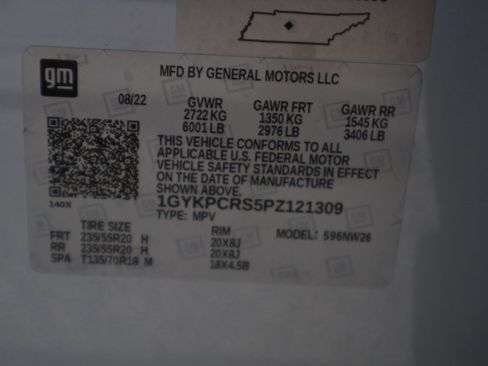 gm
MFD BY GENERAL MOTORS LLC
08/22 GVWR GAWR FRT GAWR RR
2722 KG 1350 KG 1545 KG
6001 LB 2976 LB 3406 LB
THIS VEHICLE CONFORMS TO ALL
APPLICABLE U.S. FEDERAL MOTOR
VEHICLE SAFETY STANDARDS IN EFFECT
ON THE DATE OF MANUFACTURE
SHOWN ABOVE.
140X
1GYKPCRS5PZ121309
TYPE: MPV
TIRE SIZE RIM MODEL: 596NW26
FRT 235/55R20 H 20X8J
RR 235/55R20 H 20X8J
SPA T135/70R18 M 18X4.5B